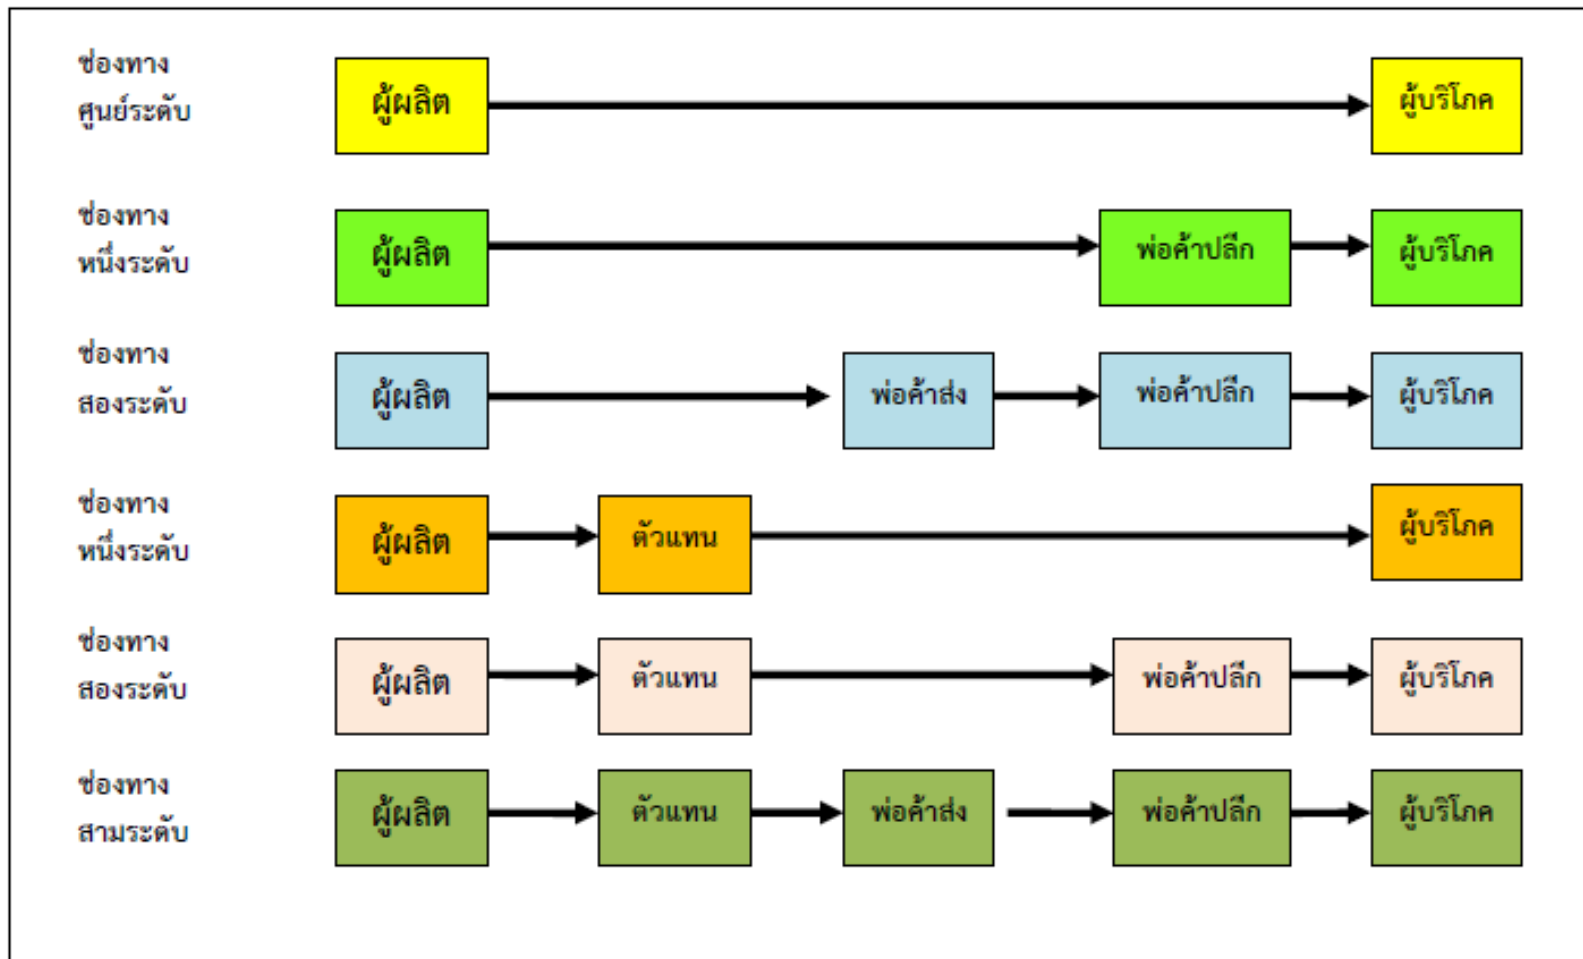 ช่องทาง
ศูนย์ระดับ
ผู้ผลิต ผู้บริโภค
ช่องทาง
หนึ่งระดับ
ผู้ผลิต พ่อค้าปลีก ผู้บริโภค
ช่องทาง
สองระดับ
ผู้ผลิต พ่อค้าส่ง พ่อค้าปลีก ผู้บริโภค
ช่องทาง
หนึ่งระดับ
ผู้ผลิต ตัวแทน ผู้บริโภค
ช่องทาง
สองระดับ
ผู้ผลิต ตัวแทน พ่อค้าปลีก ผู้บริโภค
ช่องทาง
สามระดับ
ผู้ผลิต ตัวแทน พ่อค้าส่ง พ่อค้าปลีก ผู้บริโภค